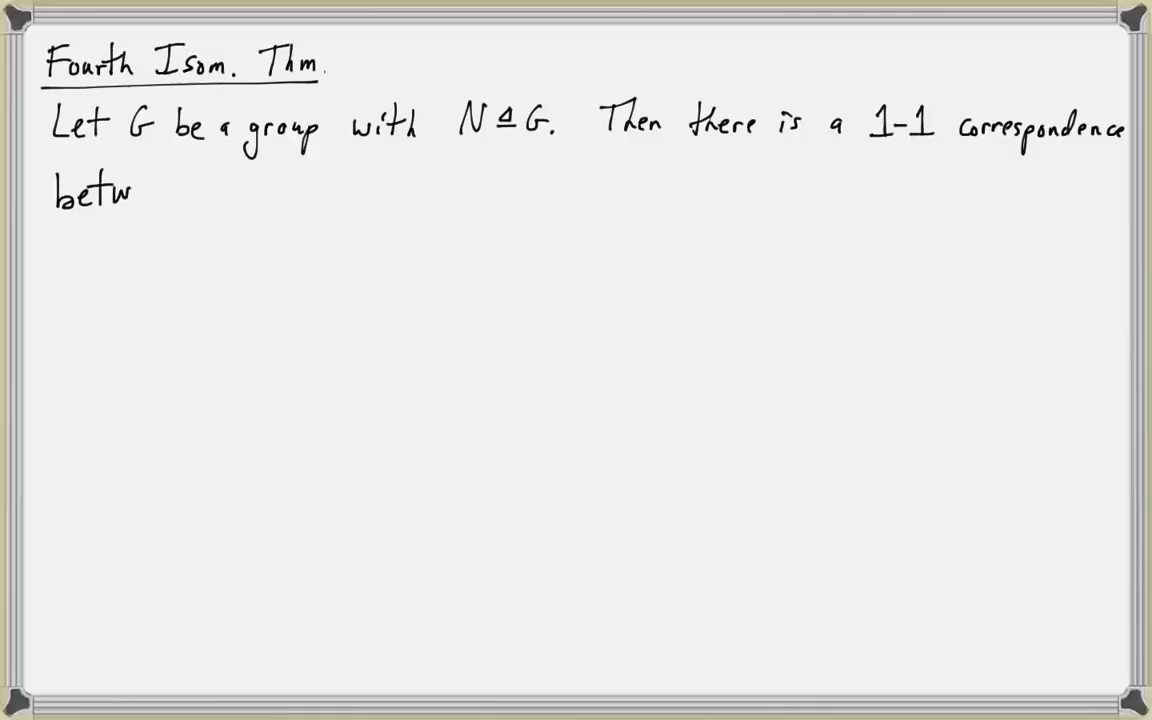 Fourth Isom. Thm.
Let G be a group with N ⊴ G. Then there is a 1-1 correspondence
betw